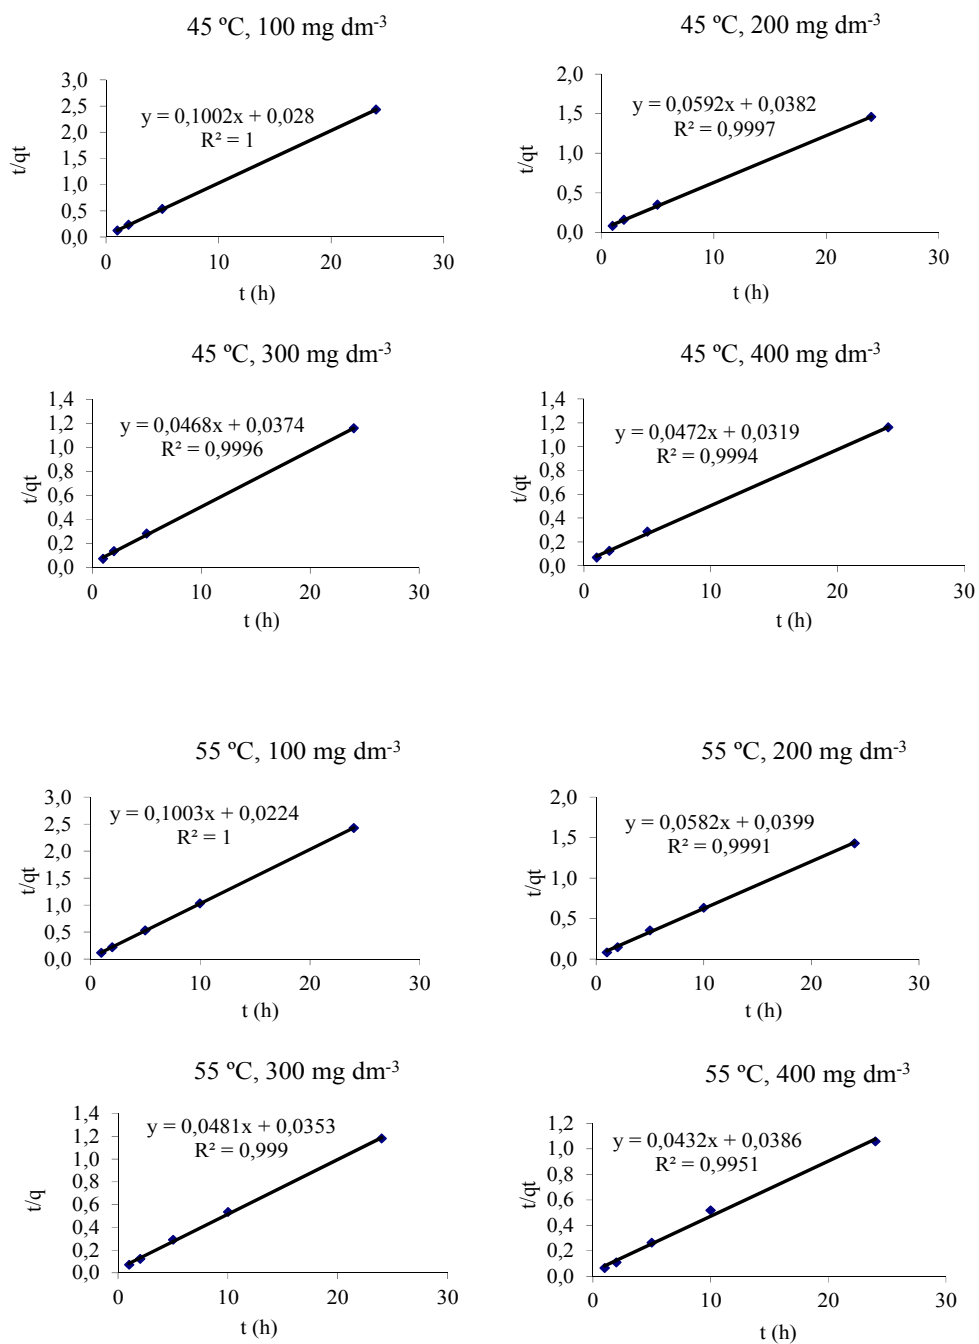 45 ºC, 100 mg dm-3
3,0
2,5
2,0
1,5
1,0
0,5
0,0
t/qt
y = 0,1002x + 0,028
R² = 1
0 10 20 30
t (h)
45 ºC, 200 mg dm-3
2,0
1,5
1,0
0,5
0,0
t/qt
y = 0,0592x + 0,0382
R² = 0,9997
0 10 20 30
t (h)
45 ºC, 300 mg dm-3
1,4
1,2
1,0
0,8
0,6
0,4
0,2
0,0
t/qt
y = 0,0468x + 0,0374
R² = 0,9996
0 10 20 30
t (h)
45 ºC, 400 mg dm-3
1,4
1,2
1,0
0,8
0,6
0,4
0,2
0,0
t/qt
y = 0,0472x + 0,0319
R² = 0,9994
0 10 20 30
t (h)
55 ºC, 100 mg dm-3
3,0
2,5
2,0
1,5
1,0
0,5
0,0
t/qt
y = 0,1003x + 0,0224
R² = 1
0 10 20 30
t (h)
55 ºC, 200 mg dm-3
2,0
1,5
1,0
0,5
0,0
t/qt
y = 0,0582x + 0,0399
R² = 0,9991
0 10 20 30
t (h)
55 ºC, 300 mg dm-3
1,4
1,2
1,0
0,8
0,6
0,4
0,2
0,0
t/q
y = 0,0481x + 0,0353
R² = 0,999
0 10 20 30
t (h)
55 ºC, 400 mg dm-3
1,2
1,0
0,8
0,6
0,4
0,2
0,0
t/qt
y = 0,0432x + 0,0386
R² = 0,9951
0 10 20 30
t (h)